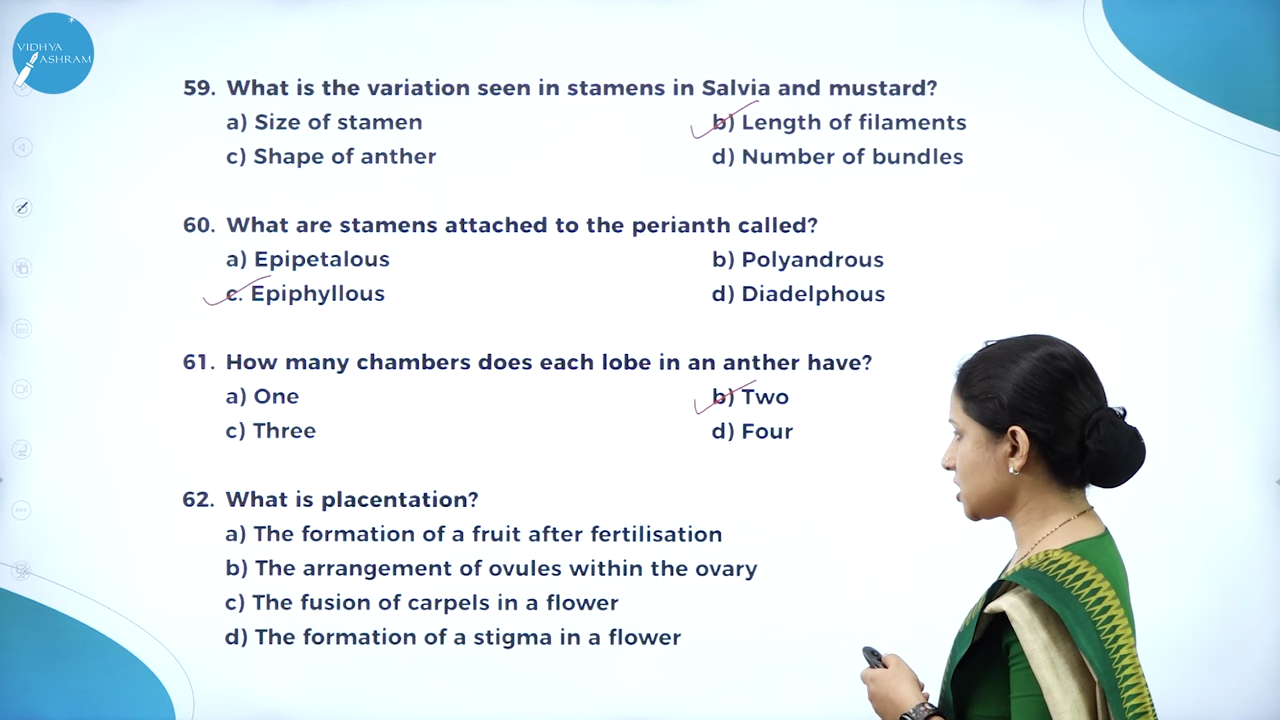 VIDHYA
ASHRAM
59. What is the variation seen in stamens in Salvia and mustard?
a) Size of stamen b) Length of filaments
c) Shape of anther d) Number of bundles
60. What are stamens attached to the perianth called?
a) Epipetalous b) Polyandrous
c. Epiphyllous d) Diadelphous
61. How many chambers does each lobe in an anther have?
a) One b) Two
c) Three d) Four
62. What is placentation?
a) The formation of a fruit after fertilisation
b) The arrangement of ovules within the ovary
c) The fusion of carpels in a flower
d) The formation of a stigma in a flower